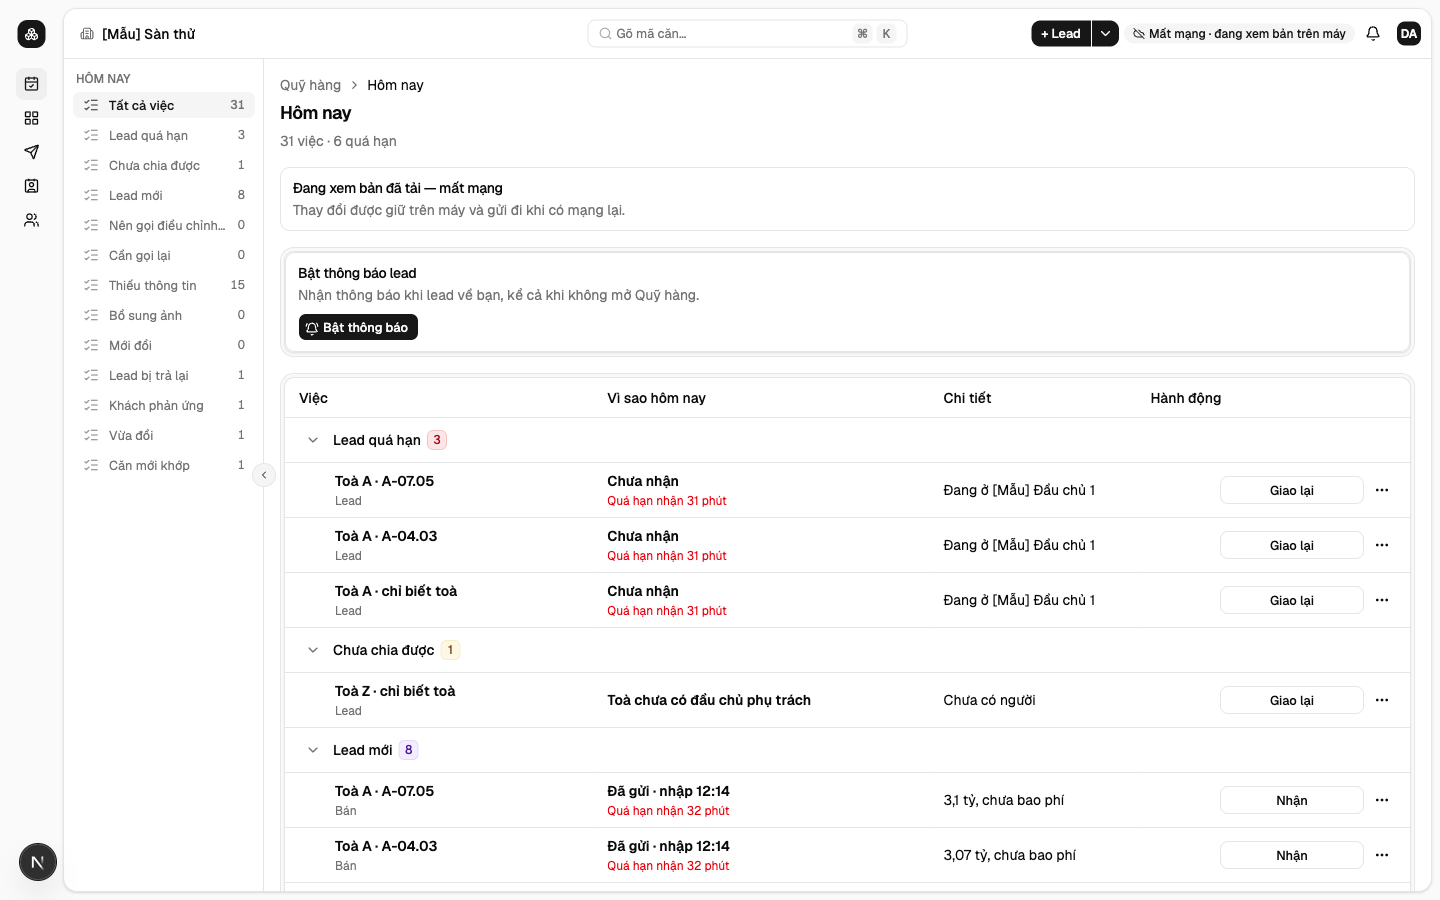 [Mẫu] Sàn thử
Gõ mã căn…
⌘ K
+ Lead
Mất mạng · đang xem bản trên máy
DA
HÔM NAY
Tất cả việc 31
Lead quá hạn 3
Chưa chia được 1
Lead mới 8
Nên gọi điều chỉnh… 0
Cần gọi lại 0
Thiếu thông tin 15
Bổ sung ảnh 0
Mới đổi 0
Lead bị trả lại 1
Khách phản ứng 1
Vừa đổi 1
Căn mới khớp 1
N
Quỹ hàng > Hôm nay
Hôm nay
31 việc · 6 quá hạn
Đang xem bản đã tải — mất mạng
Thay đổi được giữ trên máy và gửi đi khi có mạng lại.
Bật thông báo lead
Nhận thông báo khi lead về bạn, kể cả khi không mở Quỹ hàng.
Bật thông báo
Việc Vì sao hôm nay Chi tiết Hành động
Lead quá hạn 3
Toà A · A-07.05 Chưa nhận Đang ở [Mẫu] Đầu chủ 1 Giao lại
Lead Quá hạn nhận 31 phút
Toà A · A-04.03 Chưa nhận Đang ở [Mẫu] Đầu chủ 1 Giao lại
Lead Quá hạn nhận 31 phút
Toà A · chỉ biết toà Chưa nhận Đang ở [Mẫu] Đầu chủ 1 Giao lại
Lead Quá hạn nhận 31 phút
Chưa chia được 1
Toà Z · chỉ biết toà Toà chưa có đầu chủ phụ trách Chưa có người Giao lại
Lead
Lead mới 8
Toà A · A-07.05 Đã gửi · nhập 12:14 3,1 tỷ, chưa bao phí Nhận
Bán Quá hạn nhận 32 phút
Toà A · A-04.03 Đã gửi · nhập 12:14 3,07 tỷ, chưa bao phí Nhận
Bán Quá hạn nhận 32 phút